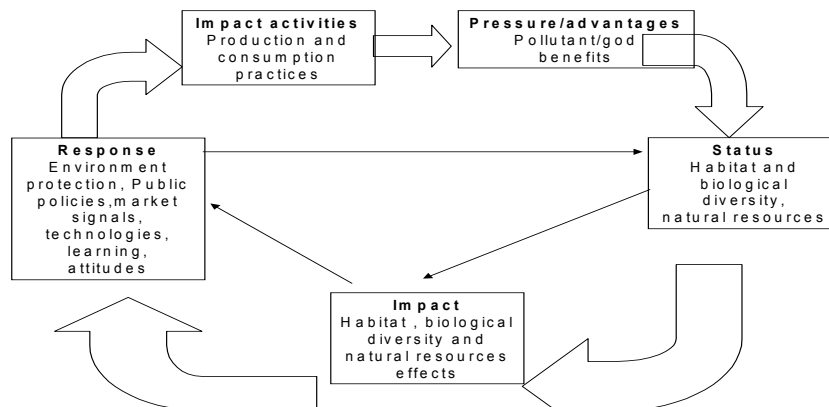 Impact activities
Production and
consumption
practices
Pressure/advantages
Pollutant/god
benefits
Response
Environment
protection, Public
policies,market
signals,
technologies,
learning,
attitudes
Status
Habitat and
biological
diversity,
natural resources
Impact
Habitat , biological
diversity and
natural resources
effects